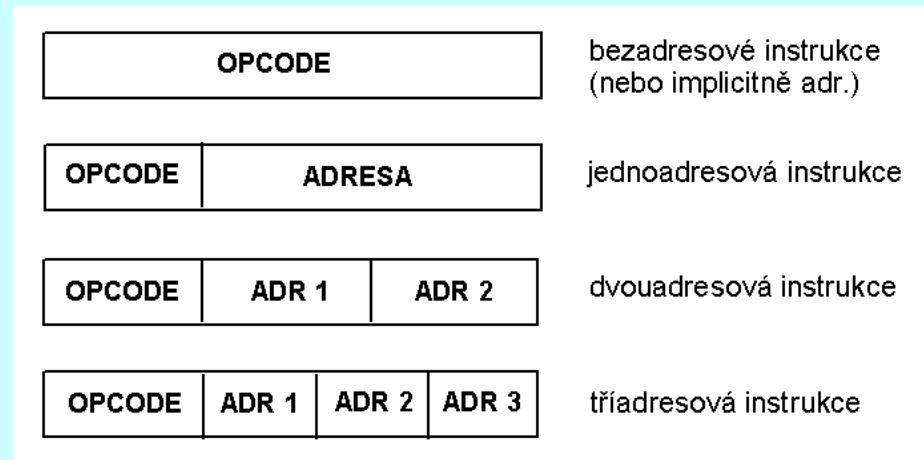 OPCODE
bezadresové instrukce
(nebo implicitně adr.)
OPCODE ADRESA
jednoadresová instrukce
OPCODE ADR 1 ADR 2
dvouadresová instrukce
OPCODE ADR 1 ADR 2 ADR 3
tříadresová instrukce